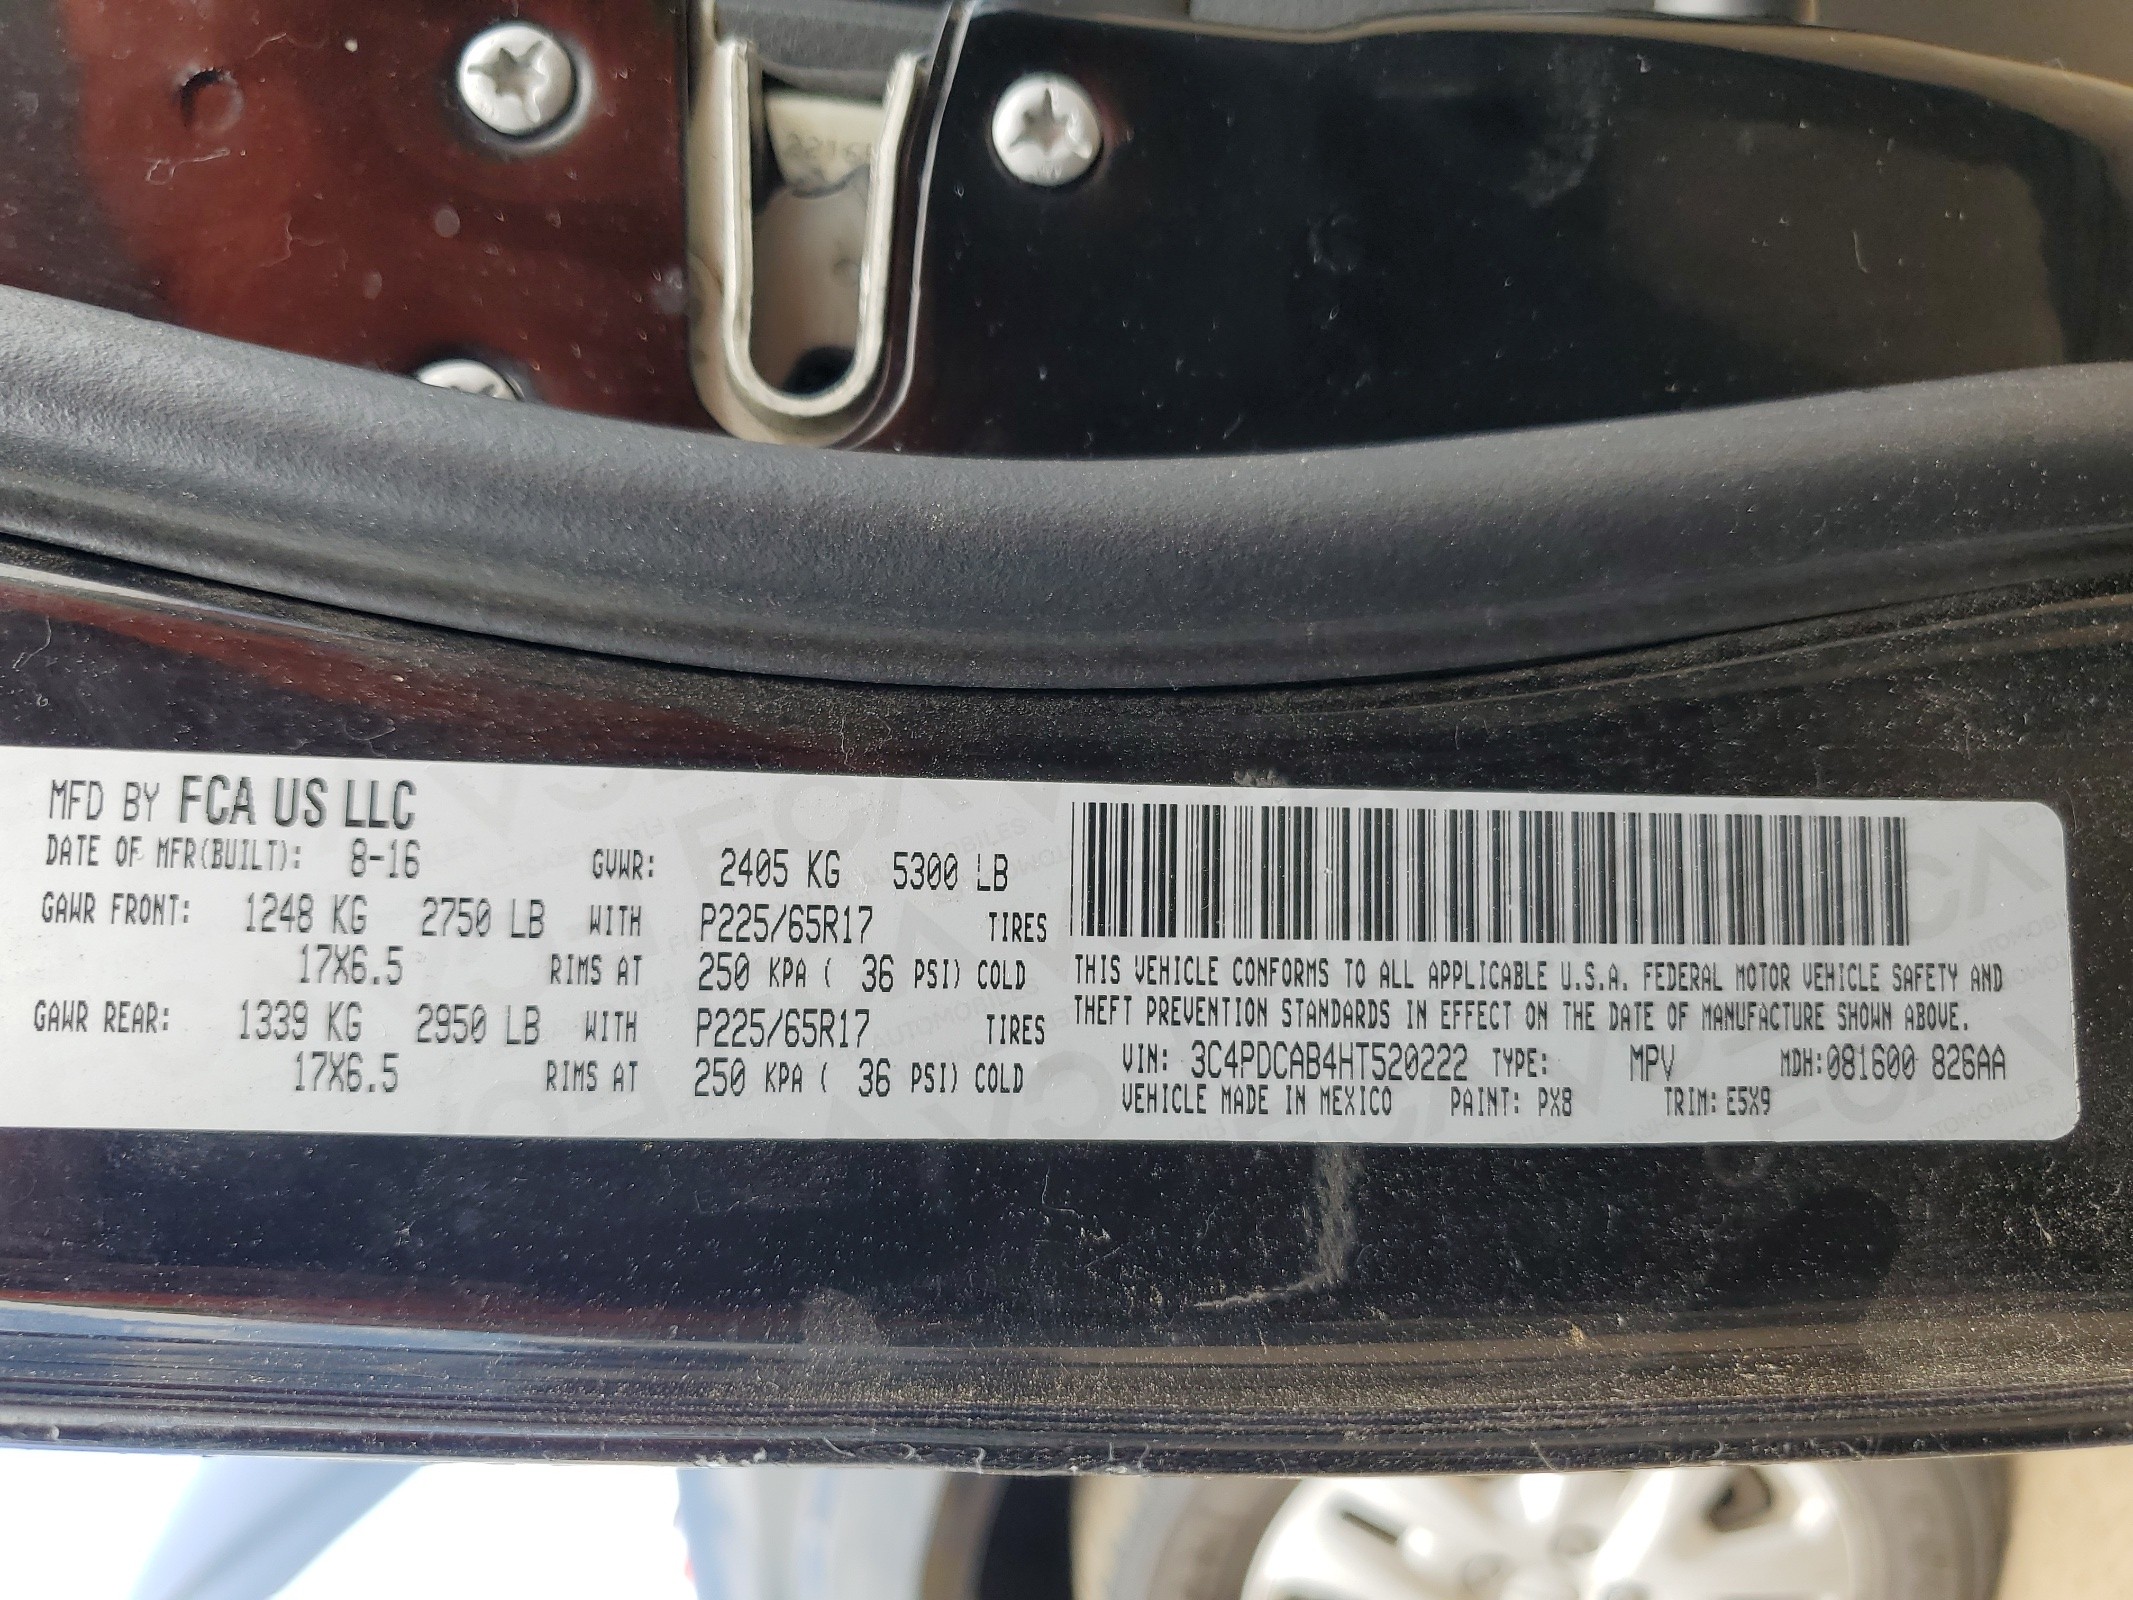 MFD BY FCA US LLC
DATE OF MFR(BUILT): 8-16 GVWR: 2405 KG 5300 LB
GAWR FRONT: 1248 KG 2750 LB WITH P225/65R17 TIRES
17X6.5 RIMS AT 250 KPA ( 36 PSI) COLD
GAWR REAR: 1339 KG 2950 LB WITH P225/65R17 TIRES
17X6.5 RIMS AT 250 KPA ( 36 PSI) COLD
THIS VEHICLE CONFORMS TO ALL APPLICABLE U.S.A. FEDERAL MOTOR VEHICLE SAFETY AND
THEFT PREVENTION STANDARDS IN EFFECT ON THE DATE OF MANUFACTURE SHOWN ABOVE.
VIN: 3C4PDCAB4HT520222 TYPE: MPV MDH:081600 826AA
VEHICLE MADE IN MEXICO PAINT: PX8 TRIM: E5X9